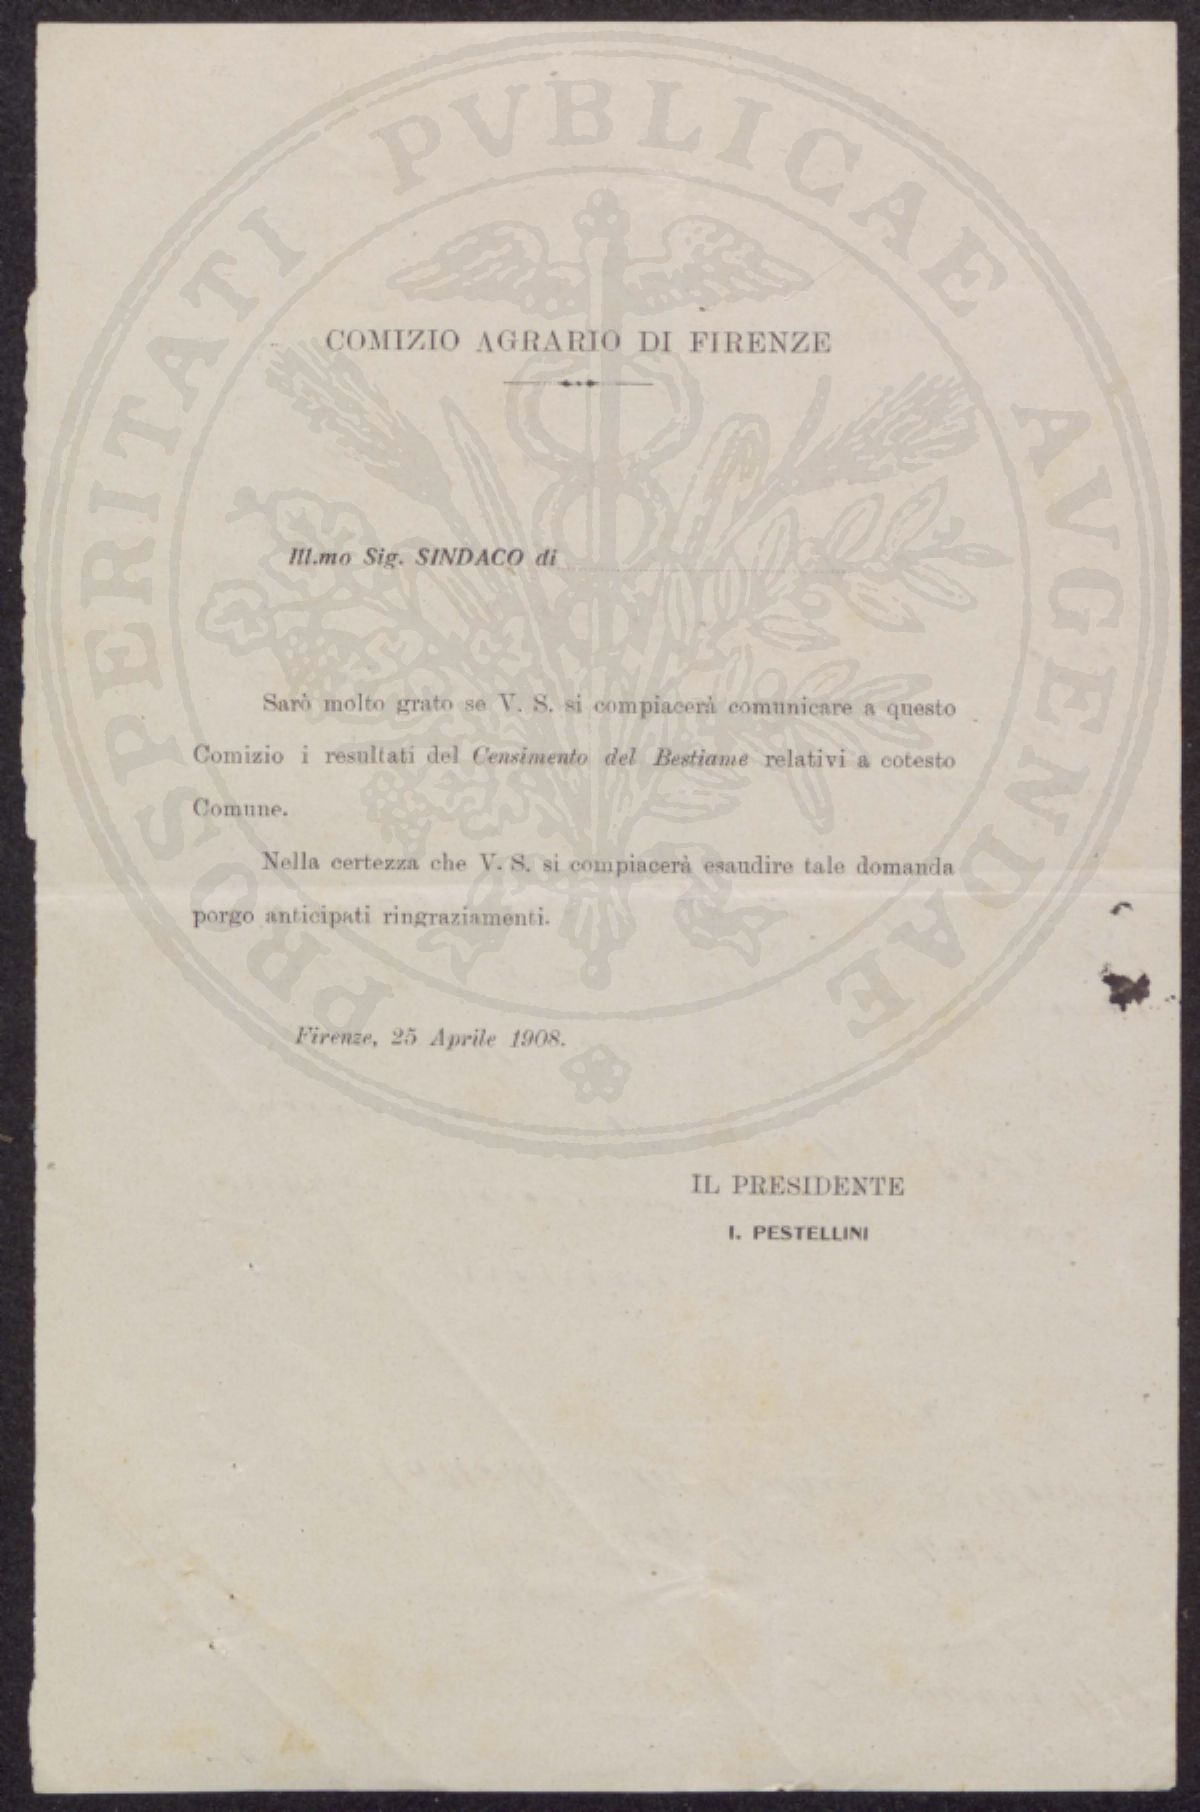 PROSPERITATI PVBLICAE AVGENDAE
COMIZIO AGRARIO DI FIRENZE
Ill.mo Sig. SINDACO di
Sarò molto grato se V. S. si compiacerà comunicare a questo
Comizio i resultati del Censimento del Bestiame relativi a cotesto
Comune.
Nella certezza che V. S. si compiacerà esaudire tale domanda
porgo anticipati ringraziamenti.
Firenze, 25 Aprile 1908.
IL PRESIDENTE
I. PESTELLINI